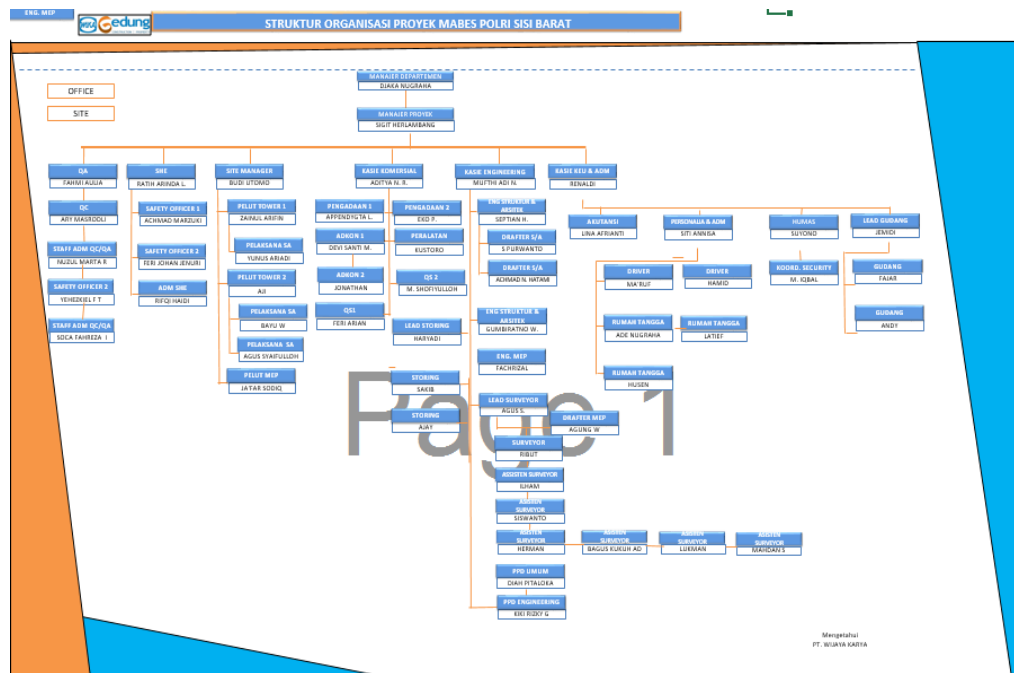 ENG. MEP
WIKA Gedung
STRUKTUR ORGANISASI PROYEK MABES POLRI SISI BARAT
OFFICE
SITE
MANAJER DEPARTEMEN
DJAKA NUGRAHA
MANAJER PROYEK
SIGIT HERLAMBANG
QA
FAHMI AULIA
QC
ARY MASROOLI
STAFF ADM QC/QA
NUZUL MARTA R
SAFETY OFFICER 2
YEHEZKIEL F T
STAFF ADM QC/QA
SOCA FAHREZA I
SHE
RATIH ARINDA L.
SAFETY OFFICER 1
ACHMAD MARZUKI
SAFETY OFFICER 2
FERI JOHAN JENURI
ADM SHE
RIFQI HAIDI
SITE MANAGER
BUDI UTOMO
PELUT TOWER 1
ZAINUL ARIFIN
PELAKSANA SA
YUNUS ARIADI
PELUT TOWER 2
AJI
PELAKSANA SA
BAYU W
PELAKSANA SA
AGUS SYAIFULLOH
PELUT MEP
JATAR SODIQ
KASIE KOMERSIAL
ADITYA N. R.
PENGADAAN 1
APPENDYGTA L.
PENGADAAN 2
EKO P.
ADKON 1
DEVI SANTI M.
PERALATAN
KUSTORO
ADKON 2
JONATHAN
QS 2
M. SHOFIYULLOH
QS1
FERI ARIAN
LEAD STORING
HARYADI
STORING
SAKIB
STORING
AJAY
KASIE ENGINEERING
MUFTHI ADI N.
ENG STRUKTUR &
ARSITEK
SEPTIAN H.
DRAFTER S/A
S PURWANTO
DRAFTER S/A
ACHMAD N. HATAMI
ENG STRUKTUR &
ARSITEK
GUMBIRATNO W.
ENG. MEP
FACHRIZAL
LEAD SURVEYOR
AGUS S.
DRAFTER MEP
AGUNG W
SURVEYOR
RIBUT
ASSISTEN SURVEYOR
ILHAM
SURVEYOR
SISWANTO
SURVEYOR
HERMAN
SURVEYOR
BAGUS KUKUH AD
SURVEYOR
LUKMAN
SURVEYOR
MAHDAN S
PPD UMUM
DIAH PITALOKA
PPD ENGINEERING
KIKI RIZKY G
KASIE KEU & ADM
RENALDI
AKUTANSI
LINA AFRIANTI
PERSONALIA & ADM
SITI ANNISA
HUMAS
SUYONO
LEAD GUDANG
JEMIDI
DRIVER
MA'RUF
DRIVER
HAMID
KOORD. SECURITY
M. IQBAL
GUDANG
FAJAR
RUMAH TANGGA
ADE NUGRAHA
RUMAH TANGGA
LATIEF
GUDANG
ANDY
RUMAH TANGGA
HUSEN
Page 1
Mengetahui
PT. WIJAYA KARYA